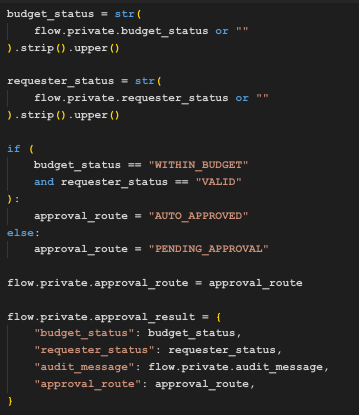 budget_status = str(
    flow.private.budget_status or ""
).strip().upper()

requester_status = str(
    flow.private.requester_status or ""
).strip().upper()

if (
    budget_status == "WITHIN_BUDGET"
    and requester_status == "VALID"
):
    approval_route = "AUTO_APPROVED"
else:
    approval_route = "PENDING_APPROVAL"

flow.private.approval_route = approval_route

flow.private.approval_result = {
    "budget_status": budget_status,
    "requester_status": requester_status,
    "audit_message": flow.private.audit_message,
    "approval_route": approval_route,
}